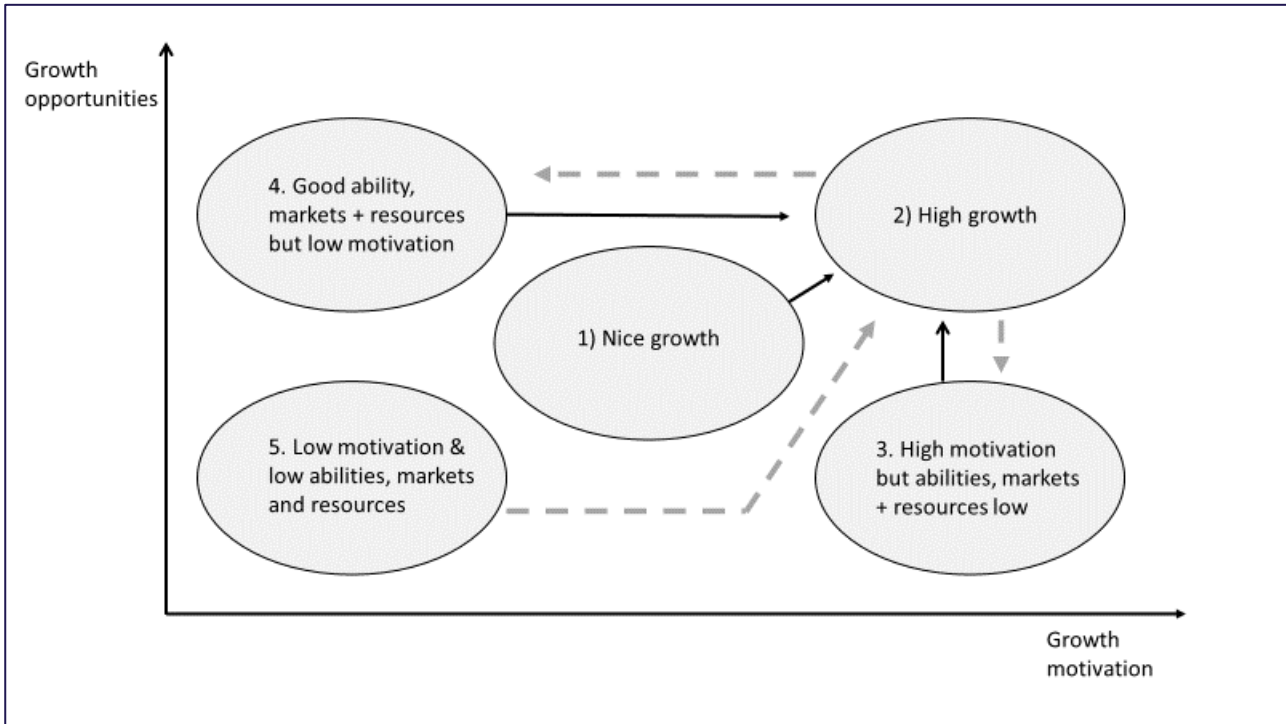 Growth
opportunities
4. Good ability,
markets + resources
but low motivation
2) High growth
1) Nice growth
5. Low motivation &
low abilities, markets
and resources
3. High motivation
but abilities, markets
+ resources low
Growth
motivation